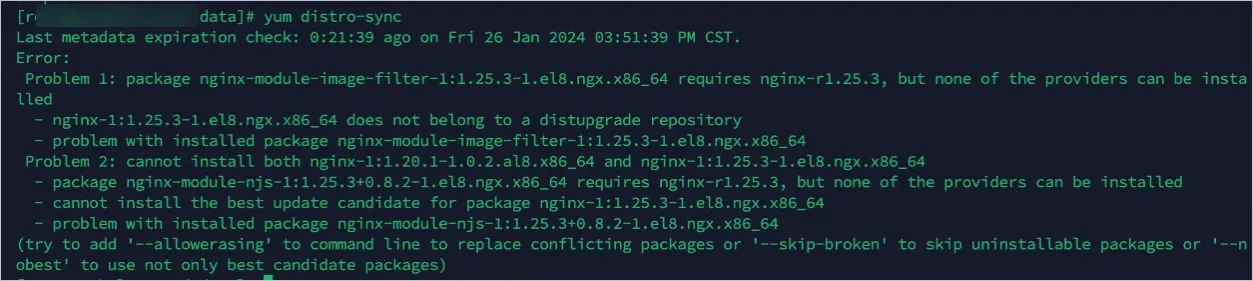 [ro data]# yum distro-sync
Last metadata expiration check: 0:21:39 ago on Fri 26 Jan 2024 03:51:39 PM CST.
Error:
 Problem 1: package nginx-module-image-filter-1:1.25.3-1.el8.ngx.x86_64 requires nginx-r1.25.3, but none of the providers can be insta
lled
  - nginx-1:1.25.3-1.el8.ngx.x86_64 does not belong to a distupgrade repository
  - problem with installed package nginx-module-image-filter-1:1.25.3-1.el8.ngx.x86_64
 Problem 2: cannot install both nginx-1:1.20.1-1.0.2.al8.x86_64 and nginx-1:1.25.3-1.el8.ngx.x86_64
  - package nginx-module-njs-1:1.25.3+0.8.2-1.el8.ngx.x86_64 requires nginx-r1.25.3, but none of the providers can be installed
  - cannot install the best update candidate for package nginx-1:1.25.3-1.el8.ngx.x86_64
  - problem with installed package nginx-module-njs-1:1.25.3+0.8.2-1.el8.ngx.x86_64
(try to add '--allowerasing' to command line to replace conflicting packages or '--skip-broken' to skip uninstallable packages or '--n
obest' to use not only best candidate packages)